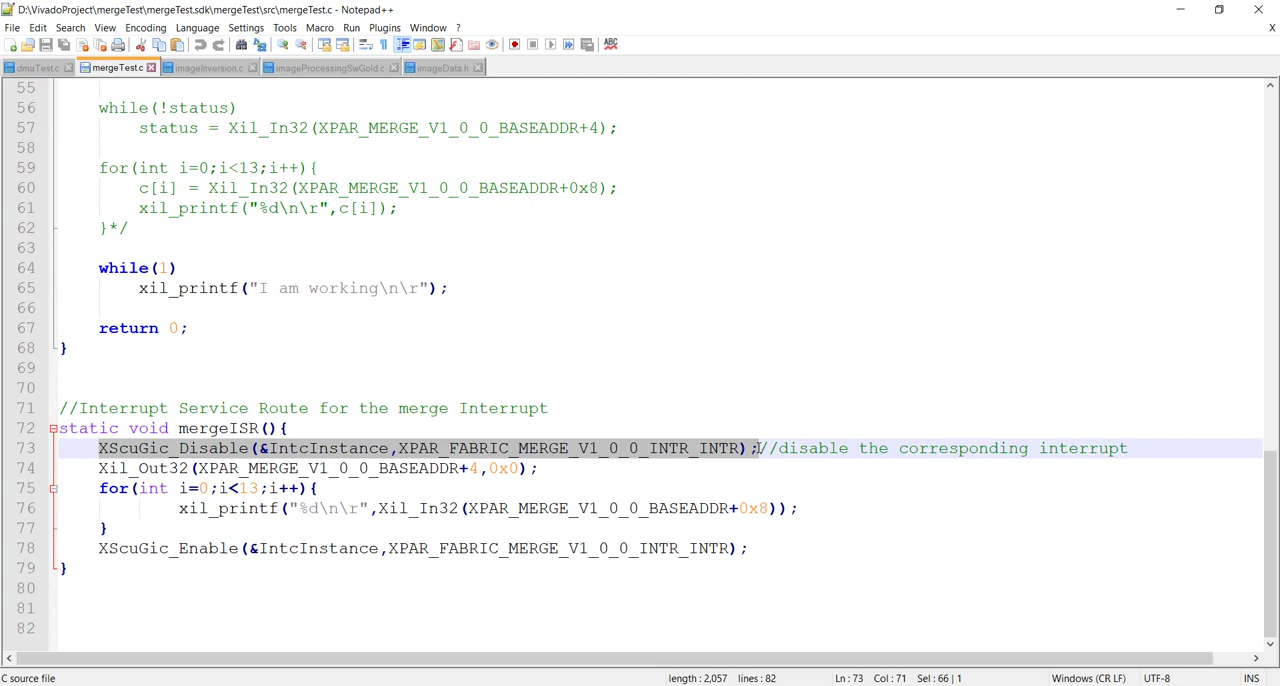 D:\VivadoProject\mergeTest\mergeTest.sdk\mergeTest\src\mergeTest.c - Notepad++
File Edit Search View Encoding Language Settings Tools Macro Run Plugins Window ? X
dmaTest.c mergeTest.c imageInversion.c imageProcessingSwGold.c imageData.h
55
56 while(!status)
57 status = Xil_In32(XPAR_MERGE_V1_0_0_BASEADDR+4);
58
59 for(int i=0;i<13;i++){
60 c[i] = Xil_In32(XPAR_MERGE_V1_0_0_BASEADDR+0x8);
61 xil_printf("%d\n\r",c[i]);
62 }*/
63
64 while(1)
65 xil_printf("I am working\n\r");
66
67 return 0;
68 }
69
70
71 //Interrupt Service Route for the merge Interrupt
72 static void mergeISR(){
73 XScuGic_Disable(&IntcInstance,XPAR_FABRIC_MERGE_V1_0_0_INTR_INTR);//disable the corresponding interrupt
74 Xil_Out32(XPAR_MERGE_V1_0_0_BASEADDR+4,0x0);
75 for(int i=0;i<13;i++){
76 xil_printf("%d\n\r",Xil_In32(XPAR_MERGE_V1_0_0_BASEADDR+0x8));
77 }
78 XScuGic_Enable(&IntcInstance,XPAR_FABRIC_MERGE_V1_0_0_INTR_INTR);
79 }
80
81
82
C source file length : 2,057 lines : 82 Ln : 73 Col : 71 Sel : 66 | 1 Windows (CR LF) UTF-8 INS